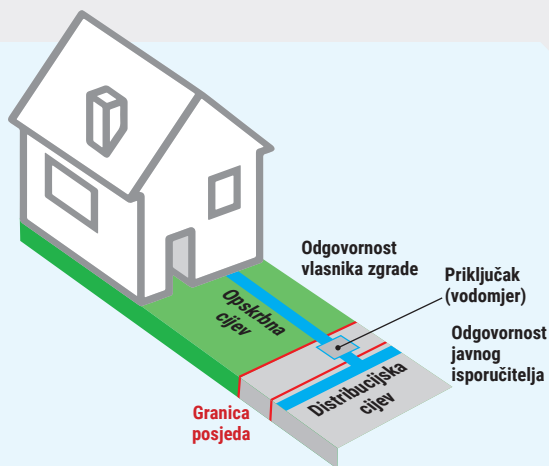 Odgovornost
vlasnika zgrade
Priključak
(vodomjer)
Odgovornost
javnog
isporučitelja
Opskrbna
cijev
Distribucijska
cijev
Granica
posjeda